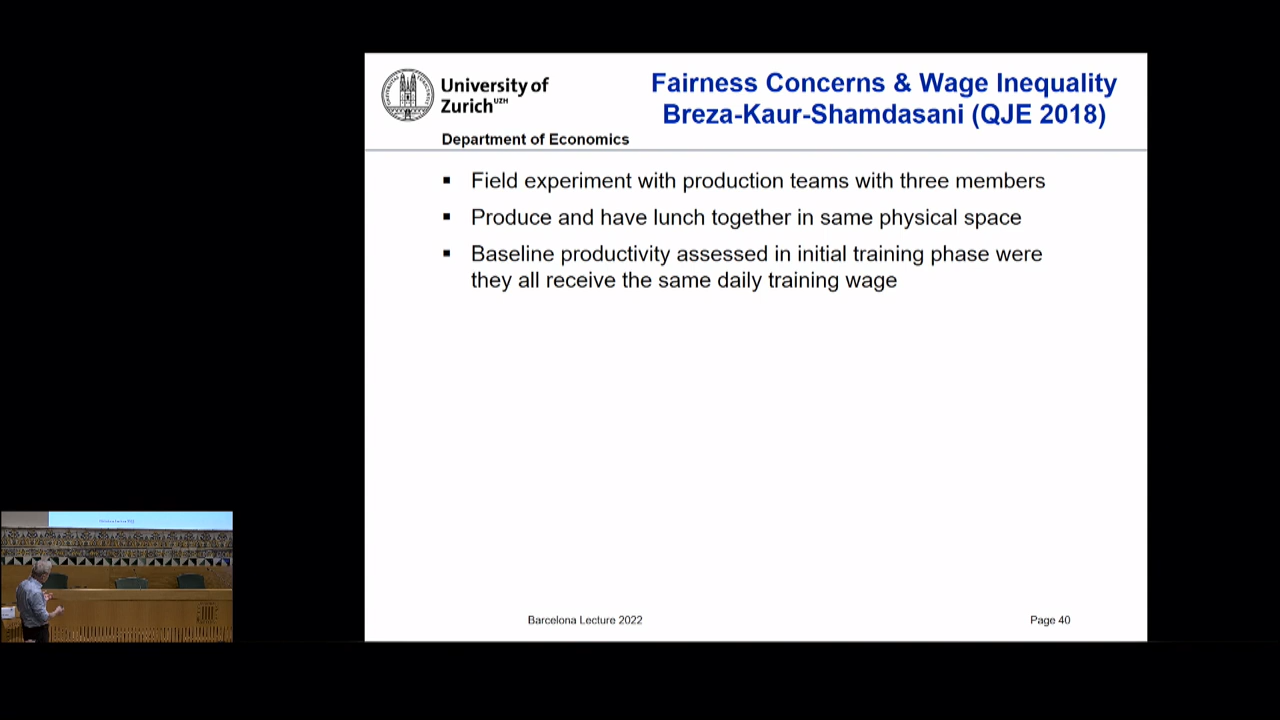 University of
Zurich UZH
Department of Economics
Fairness Concerns & Wage Inequality
Breza-Kaur-Shamdasani (QJE 2018)
▪ Field experiment with production teams with three members
▪ Produce and have lunch together in same physical space
▪ Baseline productivity assessed in initial training phase were
they all receive the same daily training wage
Barcelona Lecture 2022
Page 40